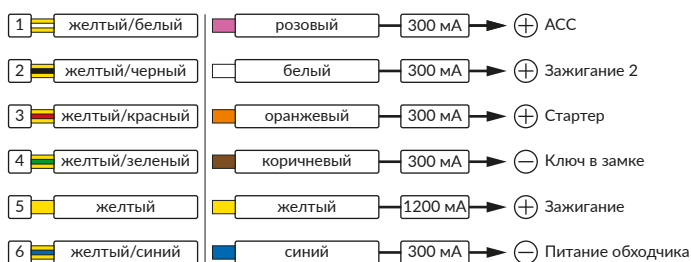 1 желтый/белый розовый 300 мА + ACC
2 желтый/черный белый 300 мА + Зажигание 2
3 желтый/красный оранжевый 300 мА + Стартер
4 желтый/зеленый коричневый 300 мА − Ключ в замке
5 желтый желтый 1200 мА + Зажигание
6 желтый/синий синий 300 мА − Питание обходчика